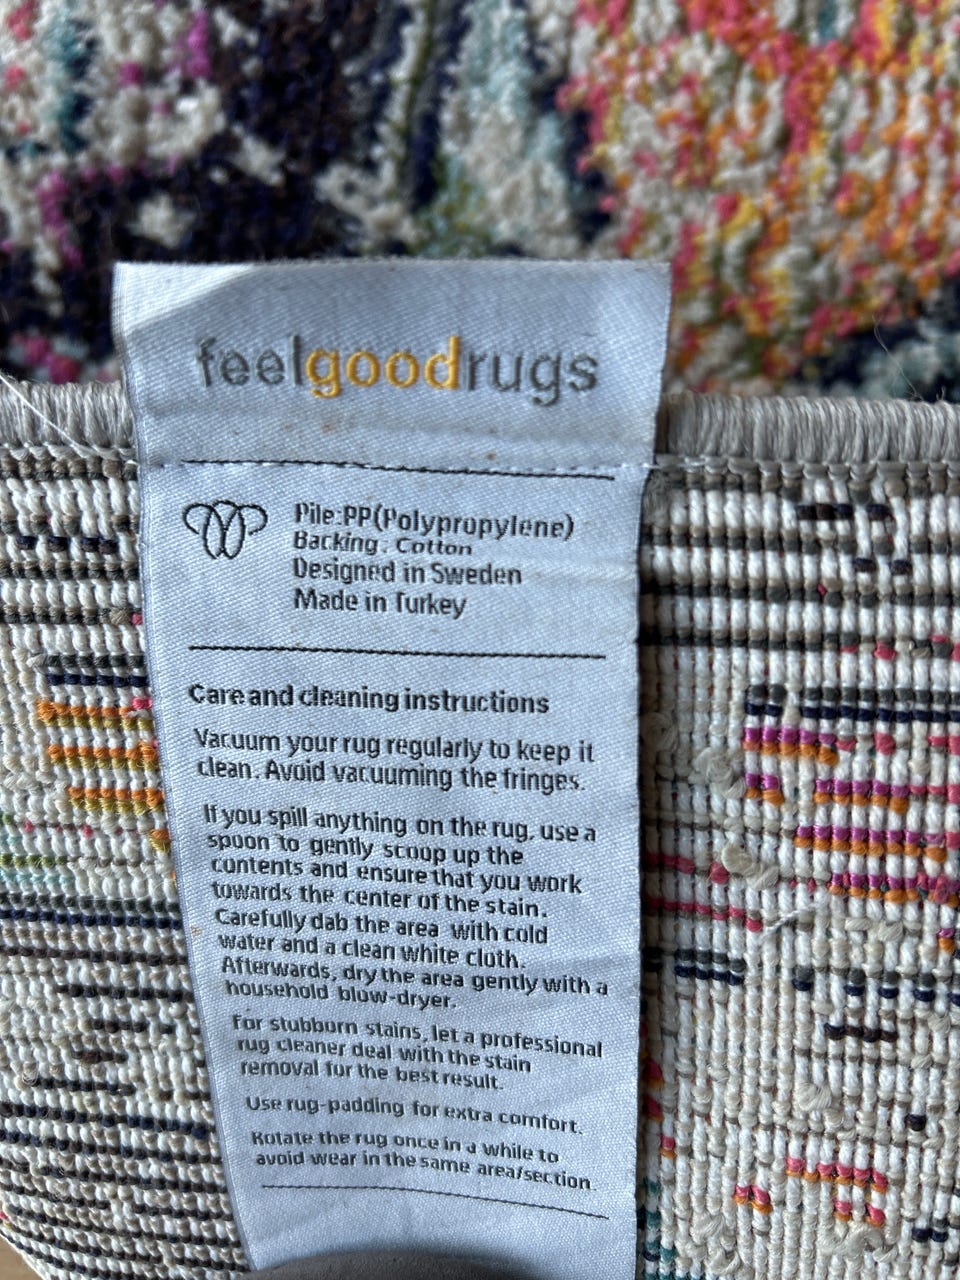 feelgoodrugs
Pile:PP(Polypropylene)
Backing. Cotton
Designed in Sweden
Made in Turkey
Care and cleaning instructions
Vacuum your rug regularly to keep it
clean. Avoid vacuuming the fringes.
If you spill anything on the rug, use a
spoon to gently scoop up the
contents and ensure that you work
towards the center of the stain.
Carefully dab the area with cold
water and a clean white cloth.
Afterwards, dry the area gently with a
household blow-dryer.
For stubborn stains, let a professional
rug cleaner deal with the stain
removal for the best result.
Use rug-padding for extra comfort.
Rotate the rug once in a while to
avoid wear in the same area/section.